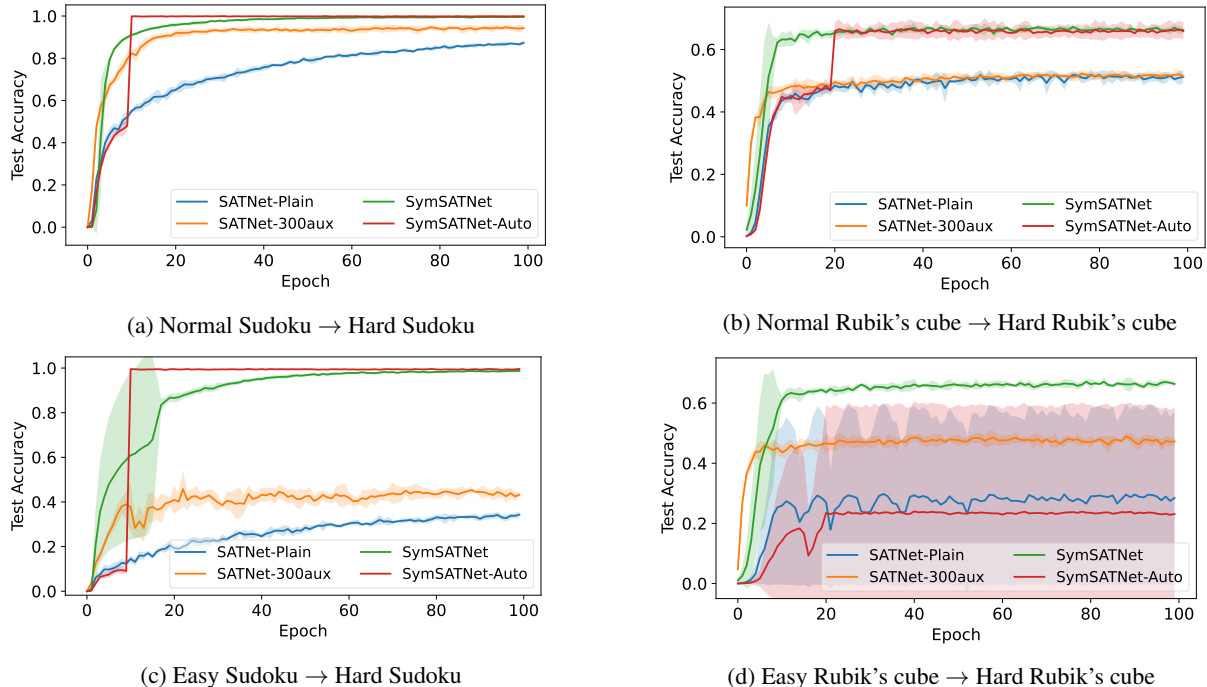 1.0
0.8
0.6
0.4
0.2
0.0
Test Accuracy
SATNet-Plain
SATNet-300aux
SymSATNet
SymSATNet-Auto
0 20 40 60 80 100
Epoch
(a) Normal Sudoku → Hard Sudoku
0.6
0.4
0.2
0.0
Test Accuracy
SATNet-Plain
SATNet-300aux
SymSATNet
SymSATNet-Auto
0 20 40 60 80 100
Epoch
(b) Normal Rubik's cube → Hard Rubik's cube
1.0
0.8
0.6
0.4
0.2
0.0
Test Accuracy
SATNet-Plain
SATNet-300aux
SymSATNet
SymSATNet-Auto
0 20 40 60 80 100
Epoch
(c) Easy Sudoku → Hard Sudoku
0.6
0.4
0.2
0.0
Test Accuracy
SATNet-Plain
SATNet-300aux
SymSATNet
SymSATNet-Auto
0 20 40 60 80 100
Epoch
(d) Easy Rubik's cube → Hard Rubik's cube